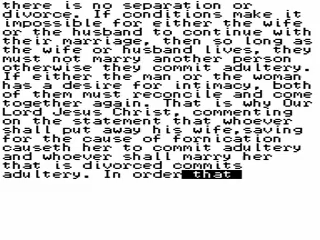 there is no separation or
divorce. If conditions make it
impossible for either the wife
or the husband to continue with
their marriage, then so long as
the wife or husband lives, they
must not marry another person
otherwise they commit adultery.
If either the man or the woman
has a desire for intimacy, both
of them must reconcile and come
together again. That is why Our
Lord Jesus Christ, commenting
on the statement that whoever
shall put away his wife,saving
for the cause of fornication
causeth her to commit adultery
and whoever shall marry her
that is divorced commits
adultery. In order that